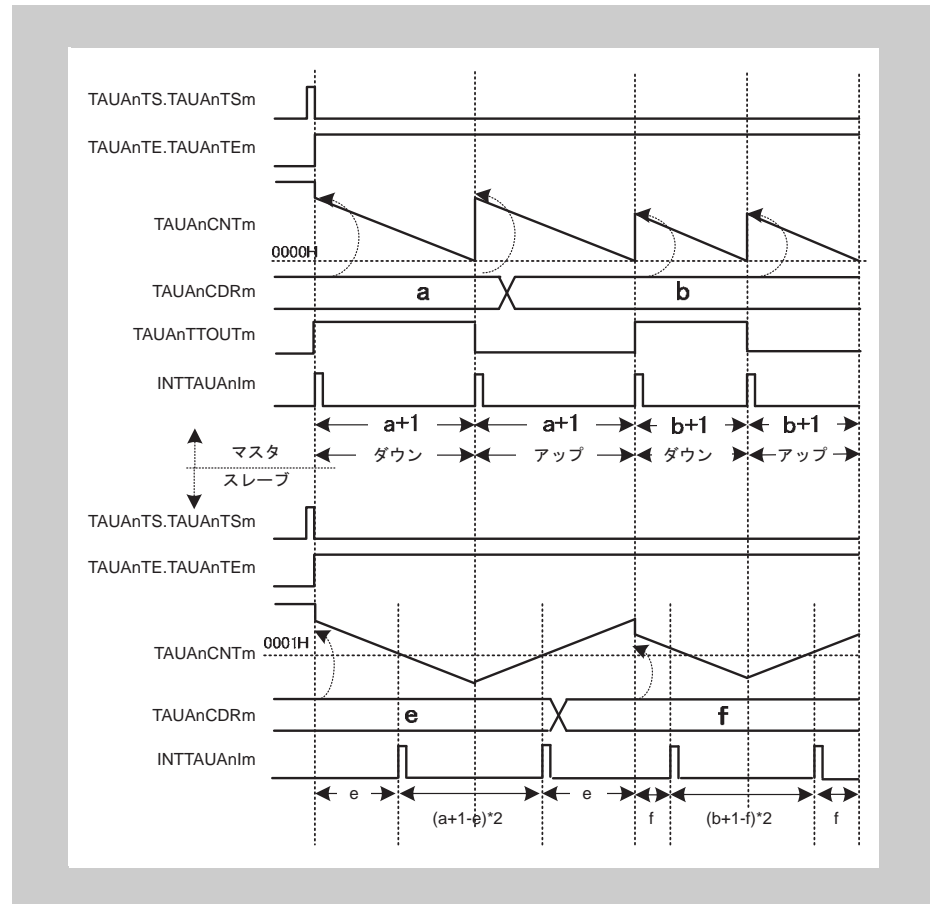 TAUAnTS.TAUAnTSm
TAUAnTE.TAUAnTEm
TAUAnCNTm
0000H
TAUAnCDRm
a
b
TAUAnTTOUTm
INTTAUAnIm
a+1
a+1
b+1
b+1
マスタ
ダウン
アップ
ダウン
アップ
スレーブ
TAUAnTS.TAUAnTSm
TAUAnTE.TAUAnTEm
0001H
TAUAnCNTm
TAUAnCDRm
e
f
INTTAUAnIm
e
(a+1-e)*2
e
f
(b+1-f)*2
f